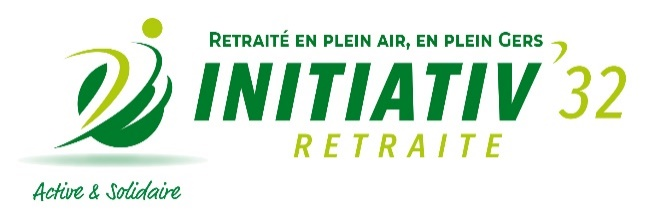 RETRAITÉ EN PLEIN AIR, EN PLEIN GERS
INITIATIV'32
RETRAITE
Active & Solidaire